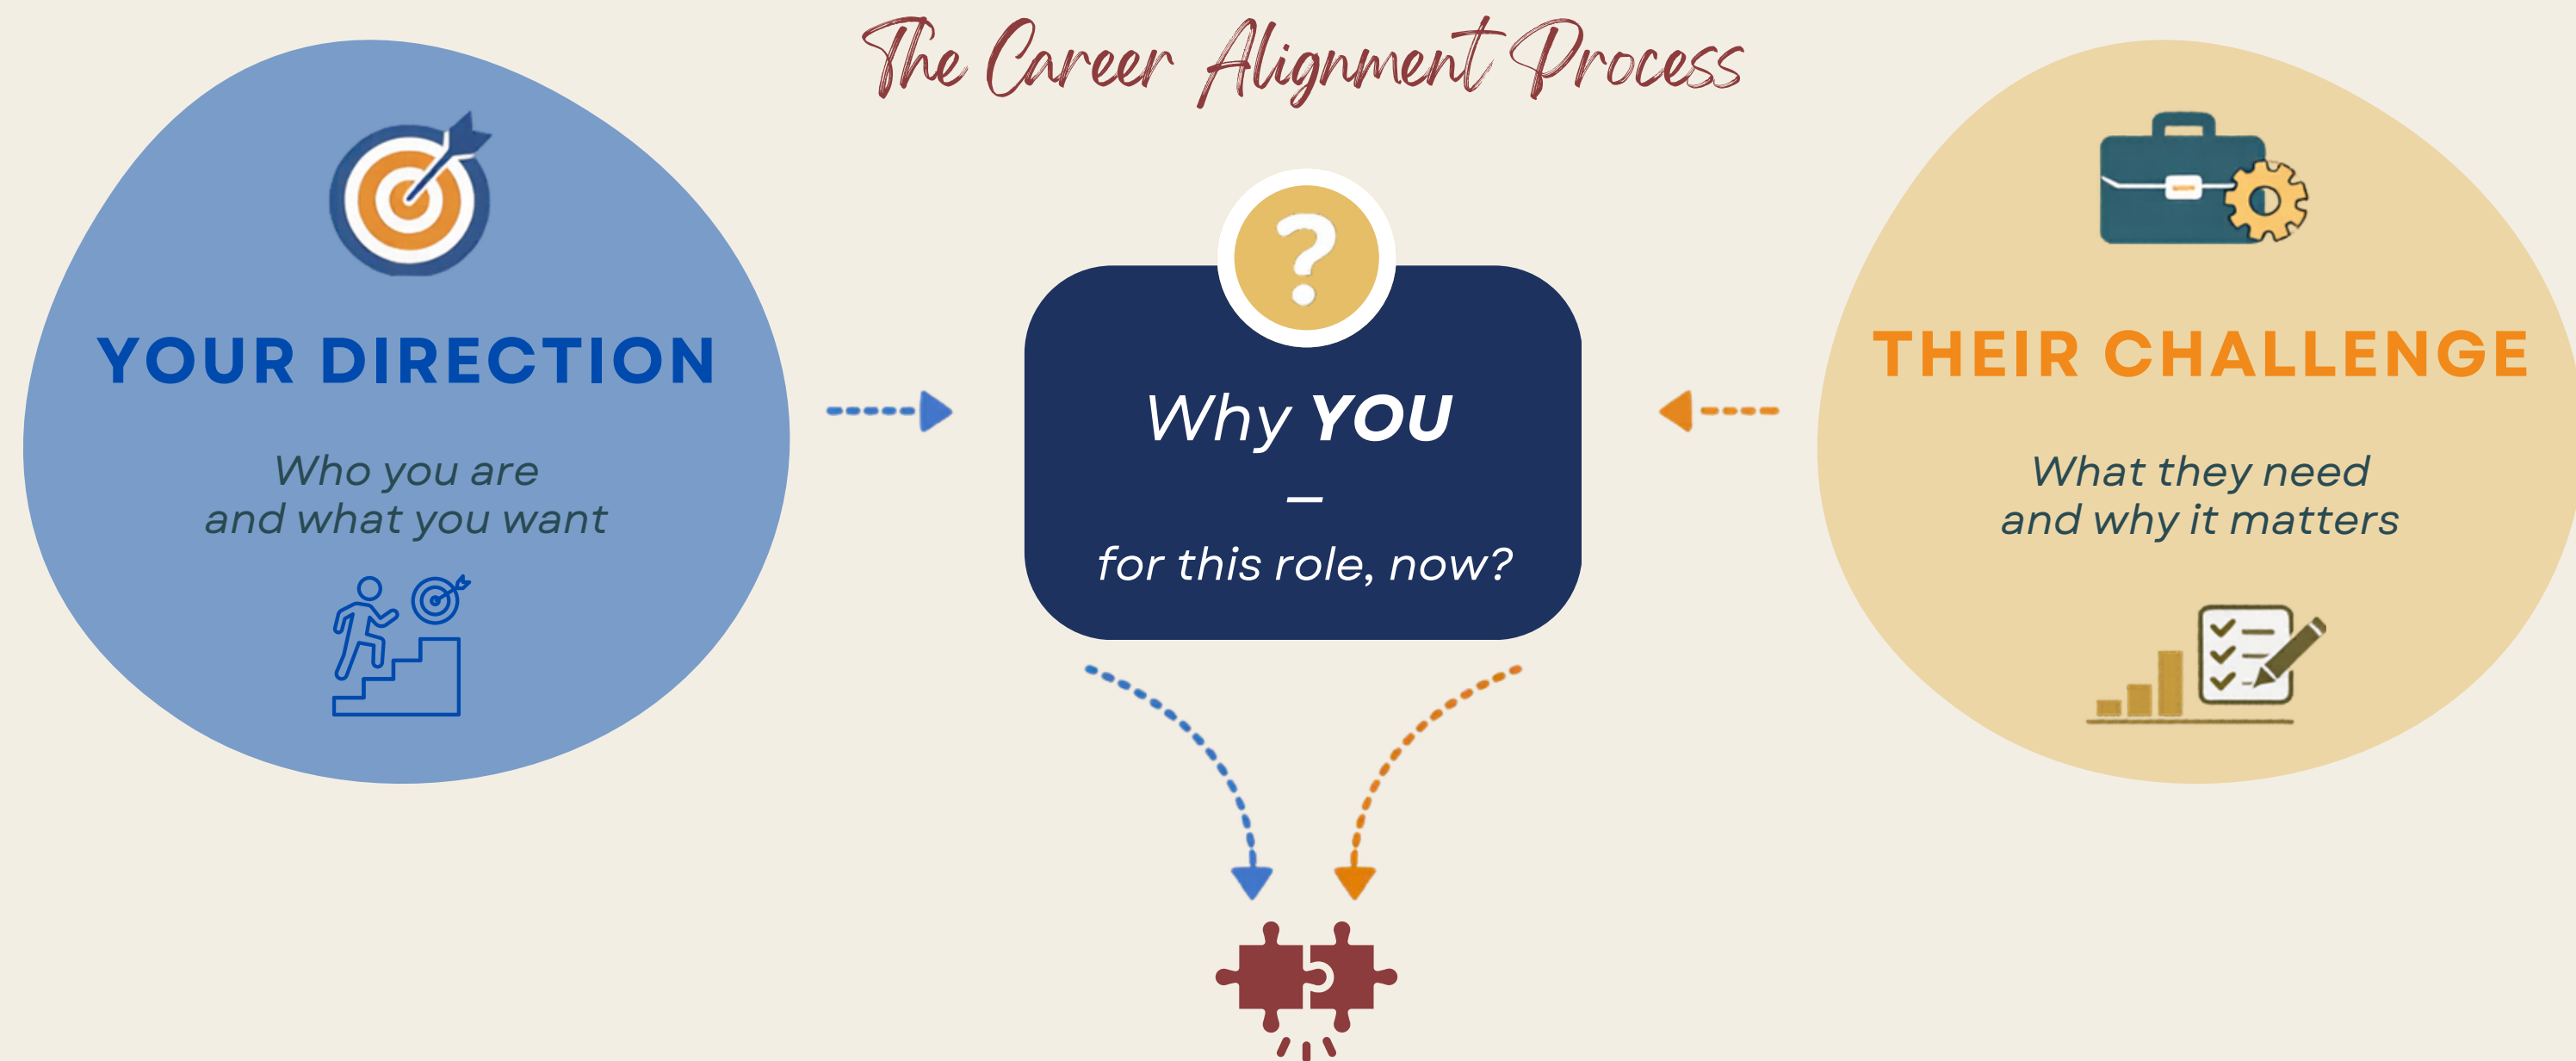 The Career Alignment Process
YOUR DIRECTION
Who you are
and what you want
?
Why YOU
–
for this role, now?
THEIR CHALLENGE
What they need
and why it matters